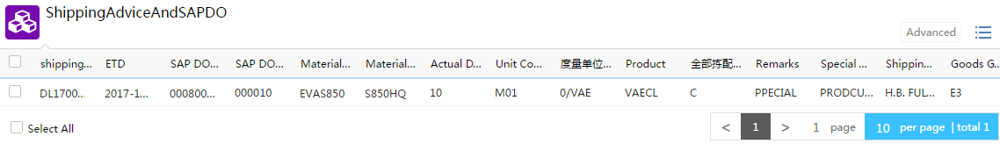 ShippingAdviceAndSAPDO
Advanced
shipping... ETD SAP DO... SAP DO... Material... Material... Actual D... Unit Co... 度量单位... Product 全部拣配... Remarks Special ... Shippin... Goods G...
DL1700... 2017-1... 000800... 000010 EVAS850 S850HQ 10 M01 0/VAE VAECL C PPECIAL PRODCU... H.B. FUL... E3
Select All < 1 > 1 page 10 per page | total 1